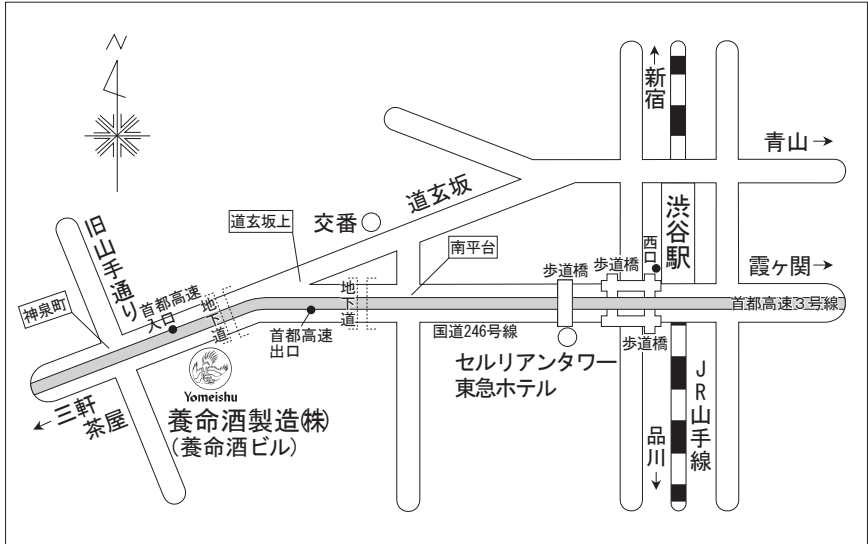 N
新宿
青山→
道玄坂
渋谷駅
交番
道玄坂上
西口
旧山手通り
南平台
歩道橋
歩道橋
霞ヶ関→
神泉町
首都高速
入口
地下道
地下道
首都高速3号線
首都高速
出口
国道246号線
歩道橋
セルリアンタワー
東急ホテル
JR山手線
Yomeishu
←三軒
茶屋
養命酒製造㈱
(養命酒ビル)
品川